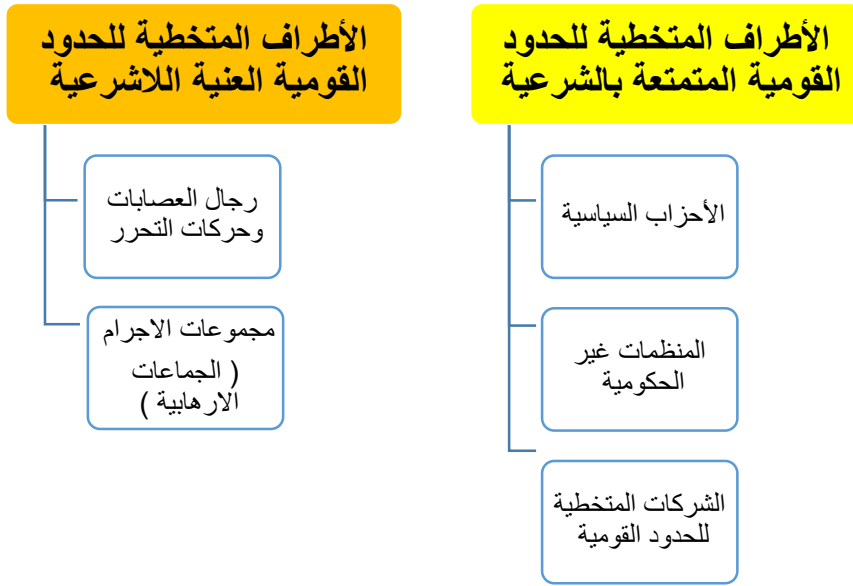 الأطراف المتخطية للحدود
القومية المتمتعة بالشرعية
الأحزاب السياسية
المنظمات غير
الحكومية
الشركات المتخطية
للحدود القومية
الأطراف المتخطية للحدود
القومية العنية اللاشرعية
رجال العصابات
وحركات التحرر
مجموعات الاجرام
( الجماعات
الارهابية )